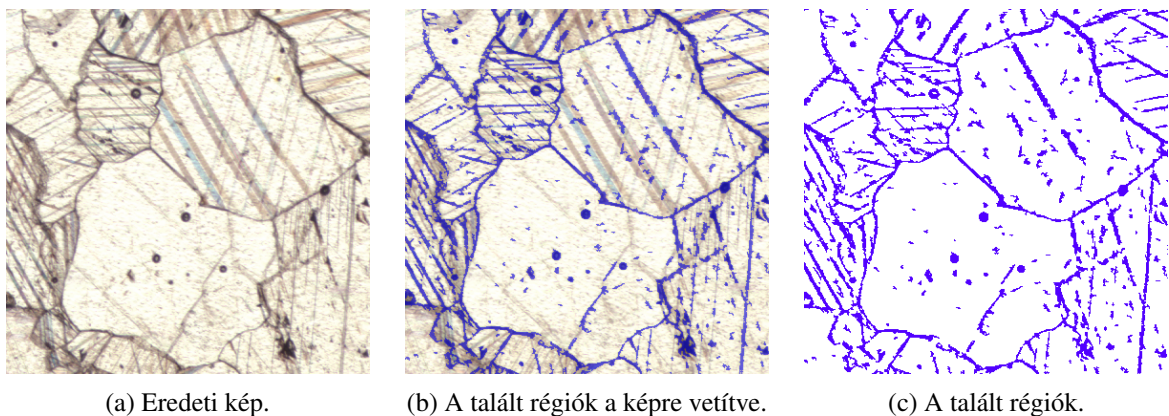 (a) Eredeti kép.
(b) A talált régiók a képre vetítve.
(c) A talált régiók.